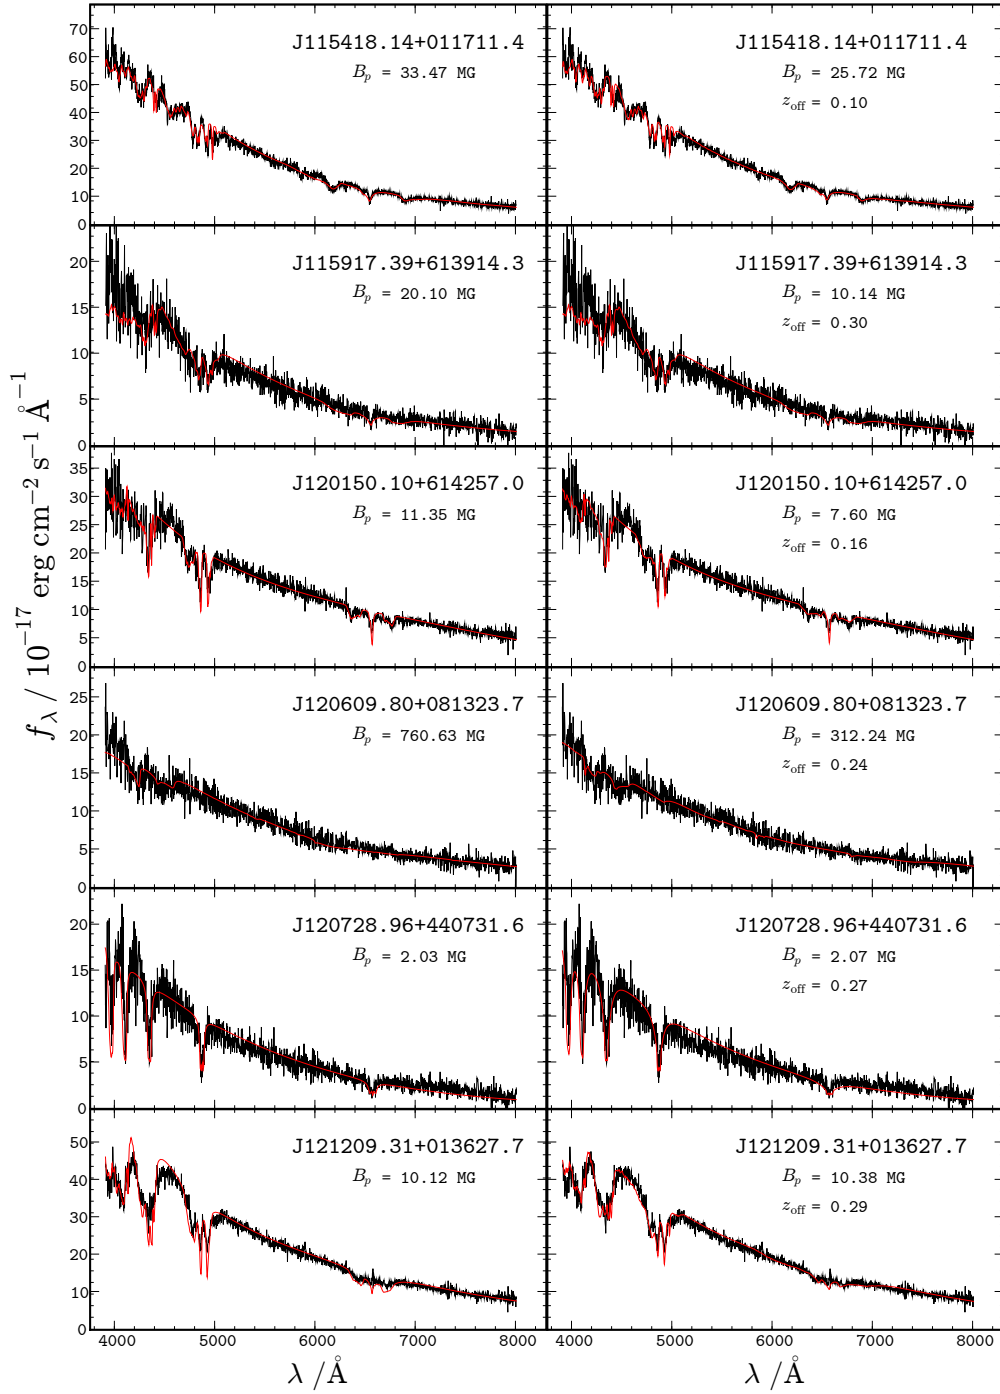 J115418.14+011711.4
B_p = 33.47 MG
J115418.14+011711.4
B_p = 25.72 MG
z_off = 0.10
70
60
50
40
30
20
10
0
J115917.39+613914.3
B_p = 20.10 MG
J115917.39+613914.3
B_p = 10.14 MG
z_off = 0.30
20
15
10
5
0
J120150.10+614257.0
B_p = 11.35 MG
J120150.10+614257.0
B_p = 7.60 MG
z_off = 0.16
35
30
25
20
15
10
5
0
f_λ / 10^−17 erg cm^−2 s^−1 Å^−1
J120609.80+081323.7
B_p = 760.63 MG
J120609.80+081323.7
B_p = 312.24 MG
z_off = 0.24
25
20
15
10
5
0
J120728.96+440731.6
B_p = 2.03 MG
J120728.96+440731.6
B_p = 2.07 MG
z_off = 0.27
20
15
10
5
0
J121209.31+013627.7
B_p = 10.12 MG
J121209.31+013627.7
B_p = 10.38 MG
z_off = 0.29
50
40
30
20
10
0
4000 5000 6000 7000 8000
4000 5000 6000 7000 8000
λ /Å
λ /Å